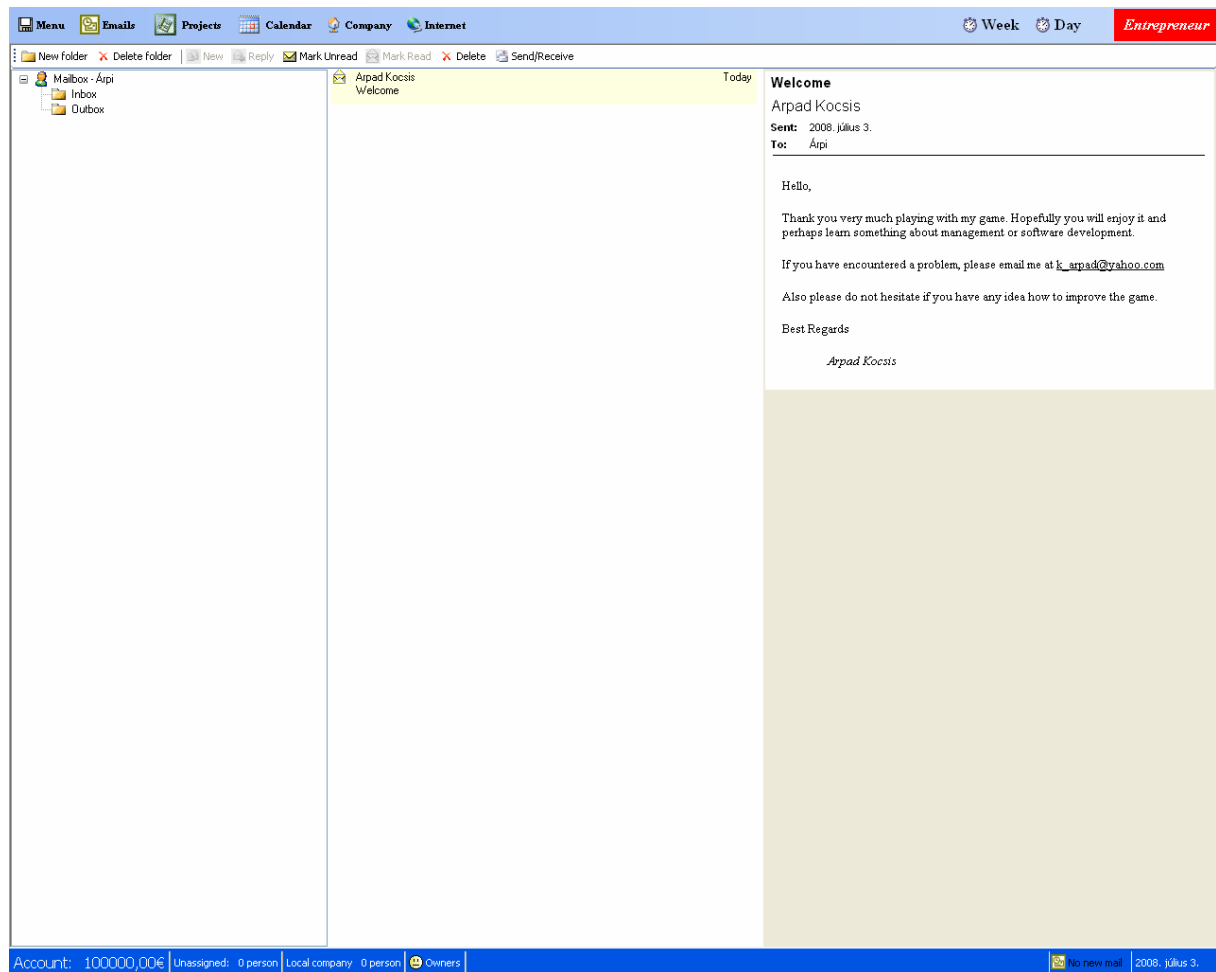 Menu Emails Projects Calendar Company Internet Week Day Entrepreneur
New folder Delete folder New Reply Mark Unread Mark Read Delete Send/Receive
Mailbox - Árpi
Inbox
Outbox
Arpad Kocsis Today
Welcome
Welcome
Arpad Kocsis
Sent: 2008. július 3.
To: Árpi
Hello,
Thank you very much playing with my game. Hopefully you will enjoy it and
perhaps learn something about management or software development.
If you have encountered a problem, please email me at k_arpad@yahoo.com
Also please do not hesitate if you have any idea how to improve the game.
Best Regards
Arpad Kocsis
Account: 100000,00€ Unassigned: 0 person Local company 0 person Owners No new mail 2008. július 3.